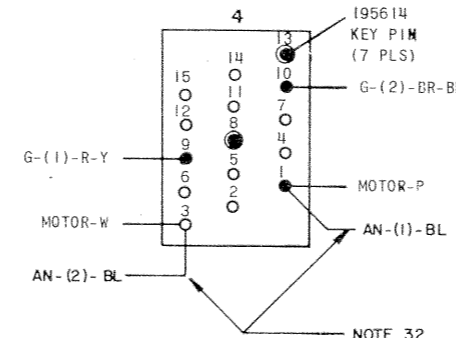 4
195614
KEY PIN
(7 PLS)
13
14
10
15
G-(2)-BR-B
11
7
12
8
4
9
G-(1)-R-Y
5
1
6
MOTOR-P
2
3
MOTOR-W
AN-(1)-BL
AN-(2)-BL
NOTE 32